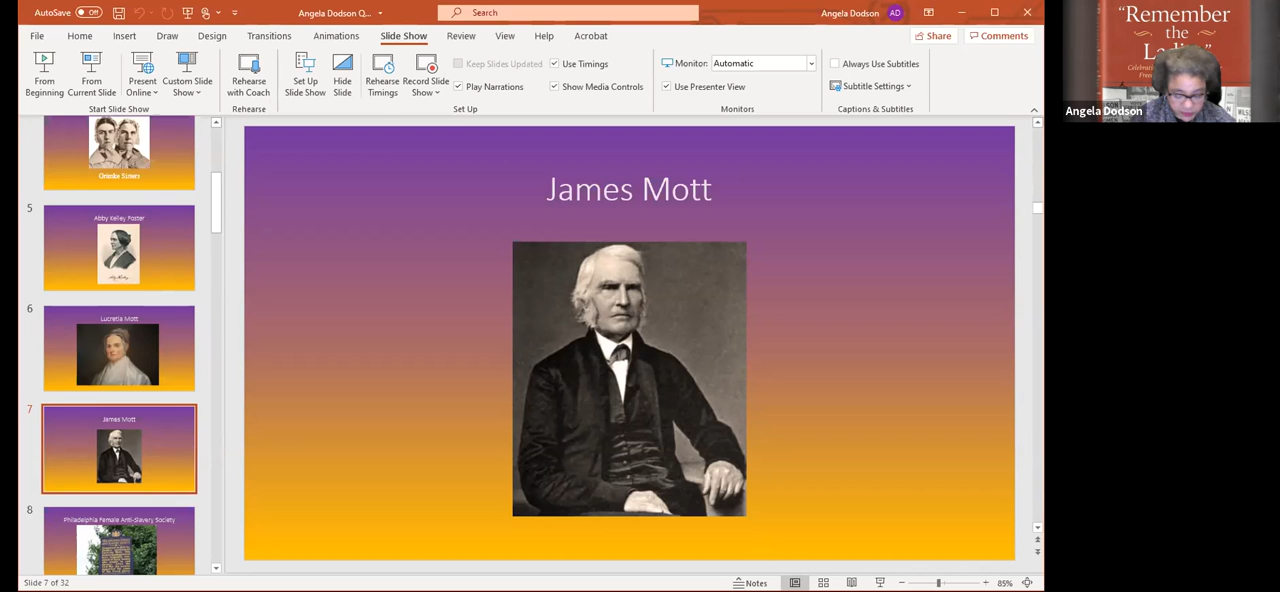 AutoSave Off
Angela Dodson Q...
Search
Angela Dodson AD
File Home Insert Draw Design Transitions Animations Slide Show Review View Help Acrobat
Share Comments
From Beginning
From Current Slide
Present Online
Custom Slide Show
Start Slide Show
Rehearse with Coach
Rehearse
Set Up Slide Show
Hide Slide
Rehearse Timings
Record Slide Show
Keep Slides Updated
Play Narrations
Use Timings
Show Media Controls
Set Up
Monitor: Automatic
Use Presenter View
Monitors
Always Use Subtitles
Subtitle Settings
Captions & Subtitles
Grimke Sisters
5
Abby Kelley Foster
6
Lucretia Mott
7
James Mott
8
Philadelphia Female Anti-Slavery Society
James Mott
Slide 7 of 32
Notes
85%
"Remember
the
Angela Dodson